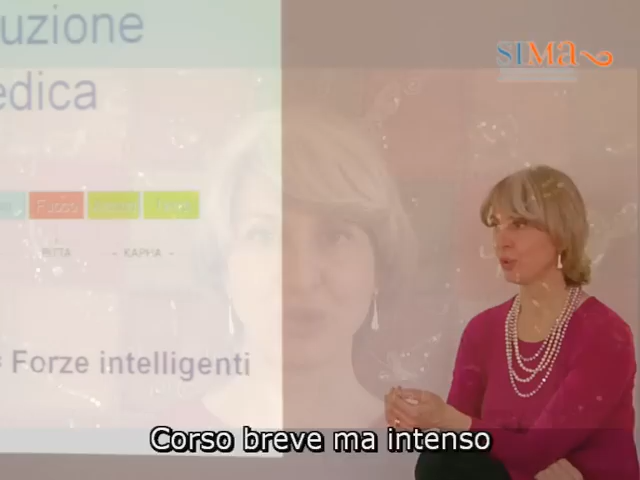 uzione
edica
SIMa
Fuoco
PITTA
- KAPHA -
= Forze intelligenti
Corso breve ma intenso